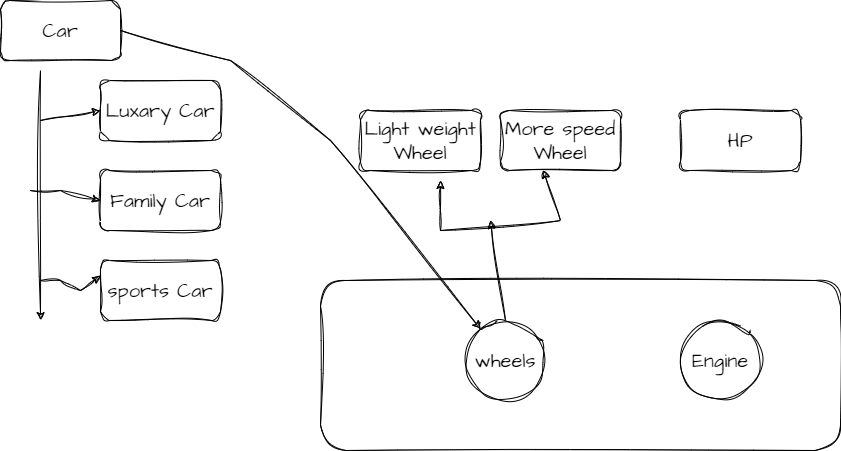 Car
Luxary Car
Family Car
sports Car
Light weight
Wheel
More speed
Wheel
HP
wheels
Engine